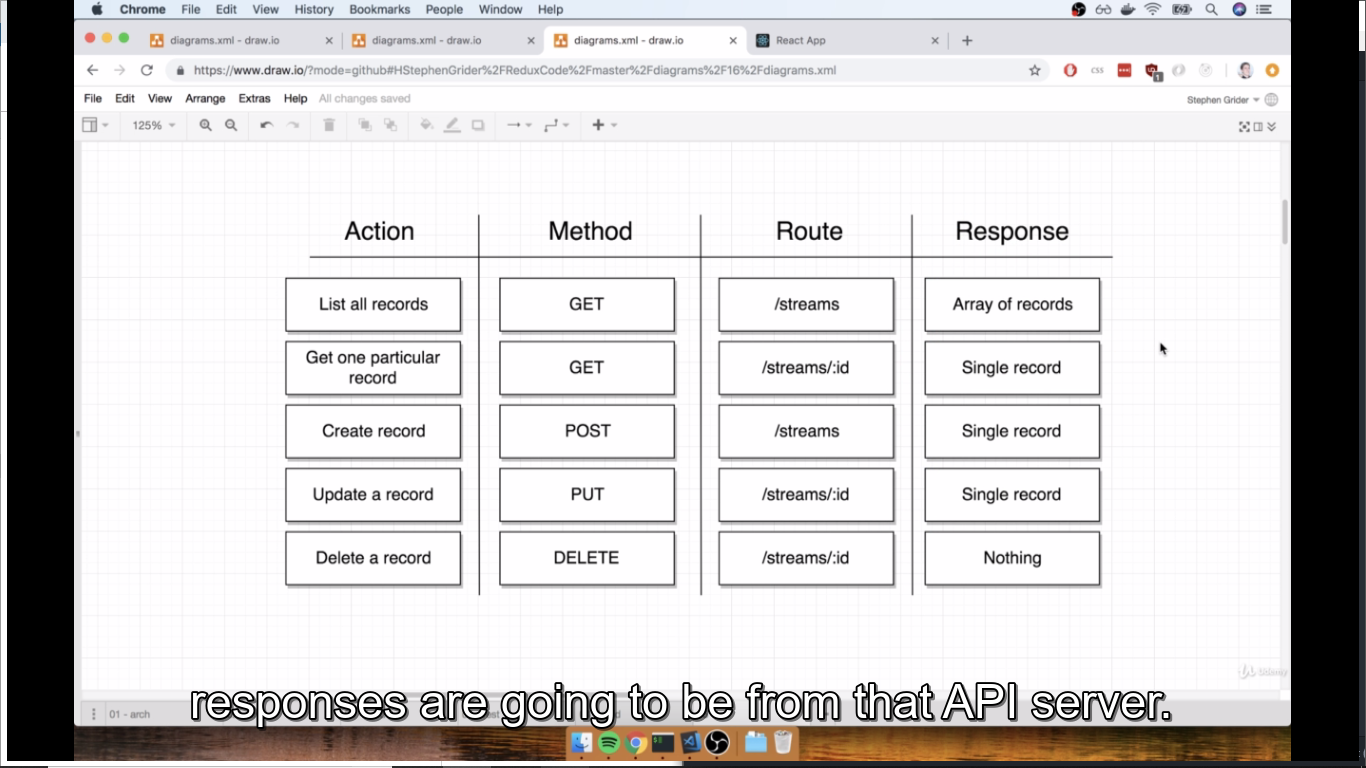 Chrome File Edit View History Bookmarks People Window Help
diagrams.xml - draw.io diagrams.xml - draw.io diagrams.xml - draw.io React App
https://www.draw.io/?mode=github#HStephenGrider%2FReduxCode%2Fmaster%2Fdiagrams%2F16%2Fdiagrams.xml
CSS
1
File Edit View Arrange Extras Help All changes saved
Stephen Grider
125%
Action Method Route Response
List all records GET /streams Array of records
Get one particular
record
GET /streams/:id Single record
Create record POST /streams Single record
Update a record PUT /streams/:id Single record
Delete a record DELETE /streams/:id Nothing
Udemy
01 - arch
responses are going to be from that API server.